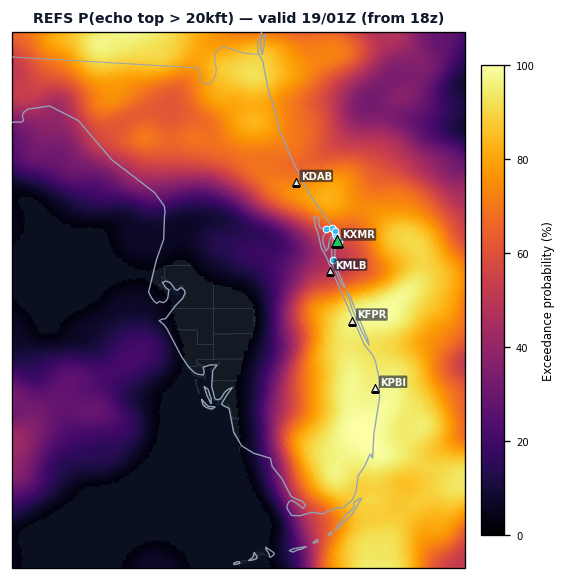 REFS P(echo top > 20kft) — valid 19/01Z (from 18z)
KDAB
KXMR
KMLB
KFPR
KPBI
100
80
60
40
20
0
Exceedance probability (%)